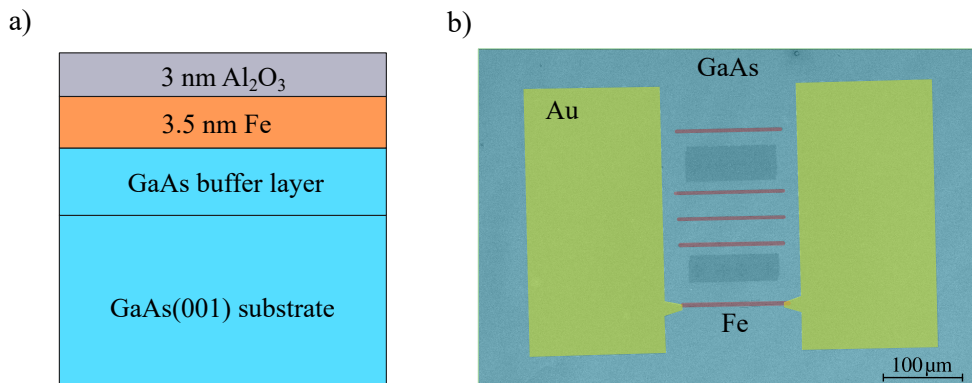 a)
3 nm Al₂O₃
3.5 nm Fe
GaAs buffer layer
GaAs(001) substrate
b)
GaAs
Au
Fe
100 µm